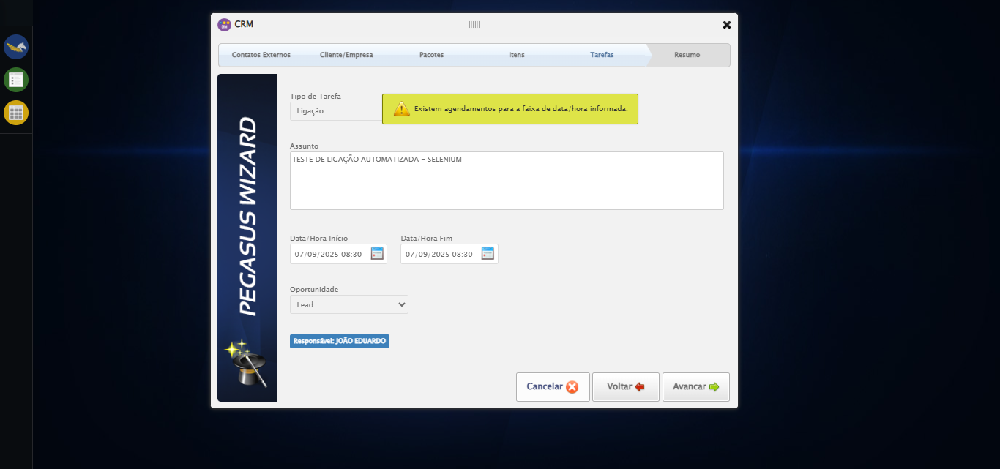 CRM
Contatos Externos
Cliente/Empresa
Pacotes
Itens
Tarefas
Resumo
PEGASUS WIZARD
Tipo de Tarefa
Ligação
Existem agendamentos para a faixa de data/hora informada.
Assunto
TESTE DE LIGAÇÃO AUTOMATIZADA - SELENIUM
Data/Hora Início
Data/Hora Fim
07/09/2025 08:30
07/09/2025 08:30
Oportunidade
Lead
Responsável: JOÃO EDUARDO
Cancelar
Voltar
Avancar